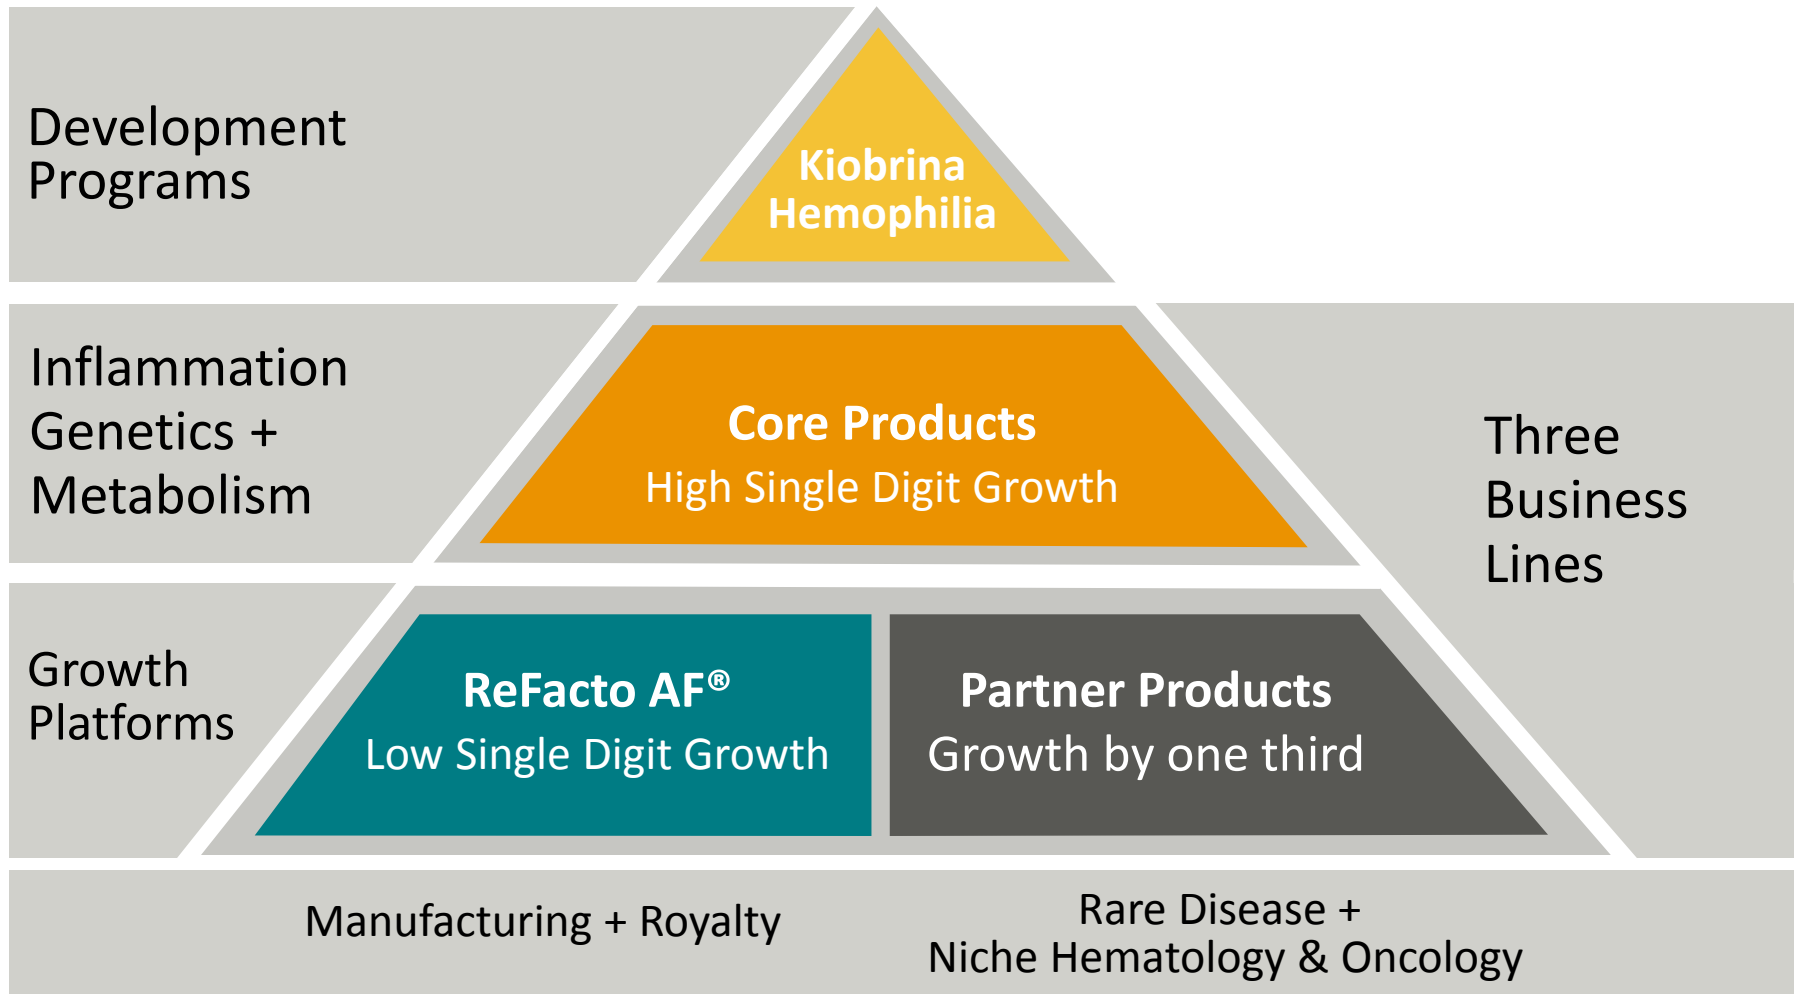 Development
Programs
Kiobrina
Hemophilia
Inflammation
Genetics +
Metabolism
Core Products
High Single Digit Growth
Three
Business
Lines
Growth
Platforms
ReFacto AF®
Low Single Digit Growth
Partner Products
Growth by one third
Manufacturing + Royalty
Rare Disease +
Niche Hematology & Oncology